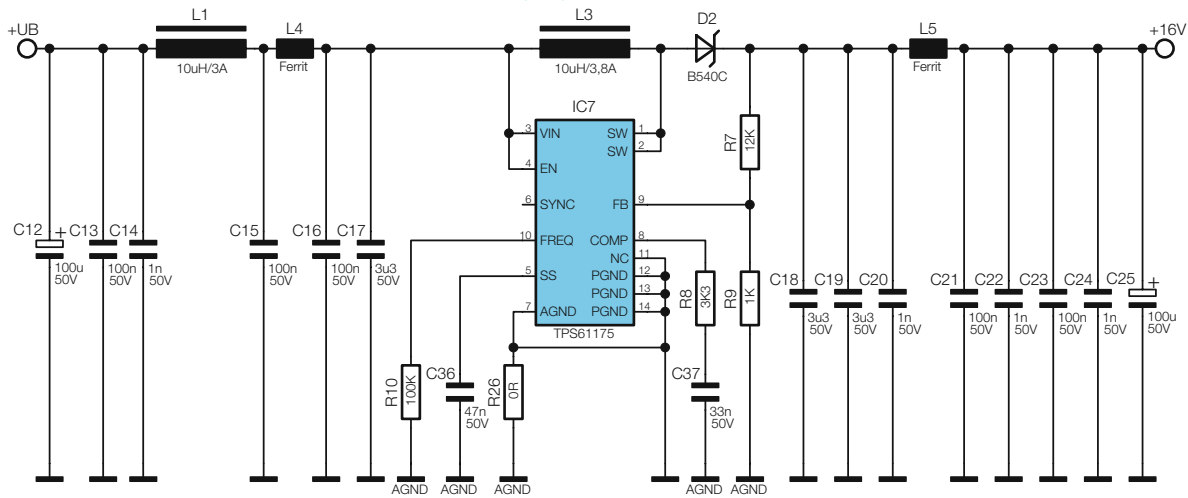 +UB
L1
10uH/3A
L4
Ferrit
L3
10uH/3,8A
D2
B540C
L5
Ferrit
+16V
IC7
3 VIN SW 1
SW 2
4 EN
6 SYNC FB 9
10 FREQ COMP 8
NC 11
5 SS PGND 12
PGND 13
7 AGND PGND 14
TPS61175
R7 12K
C12 + 100u 50V
C13 100n 50V
C14 1n 50V
C15 100n 50V
C16 100n 50V
C17 3u3 50V
R8 3K3
R9 1K
C18 3u3 50V
C19 3u3 50V
C20 1n 50V
C21 100n 50V
C22 1n 50V
C23 100n 50V
C24 1n 50V
C25 + 100u 50V
R10 100K
C36 47n 50V
R26 0R
C37 33n 50V
AGND AGND AGND AGND AGND